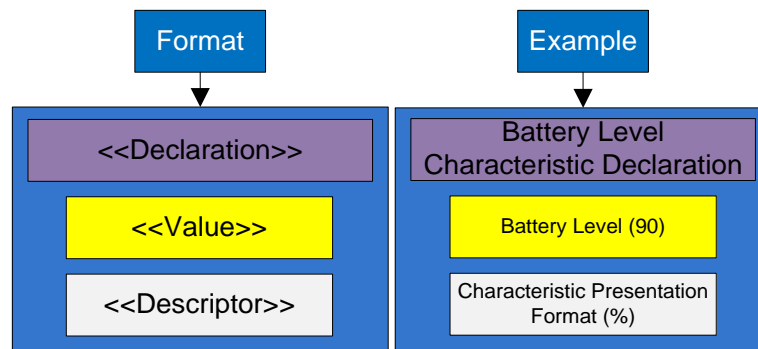 Format
Example
<<Declaration>>
<<Value>>
<<Descriptor>>
Battery Level
Characteristic Declaration
Battery Level (90)
Characteristic Presentation
Format (%)